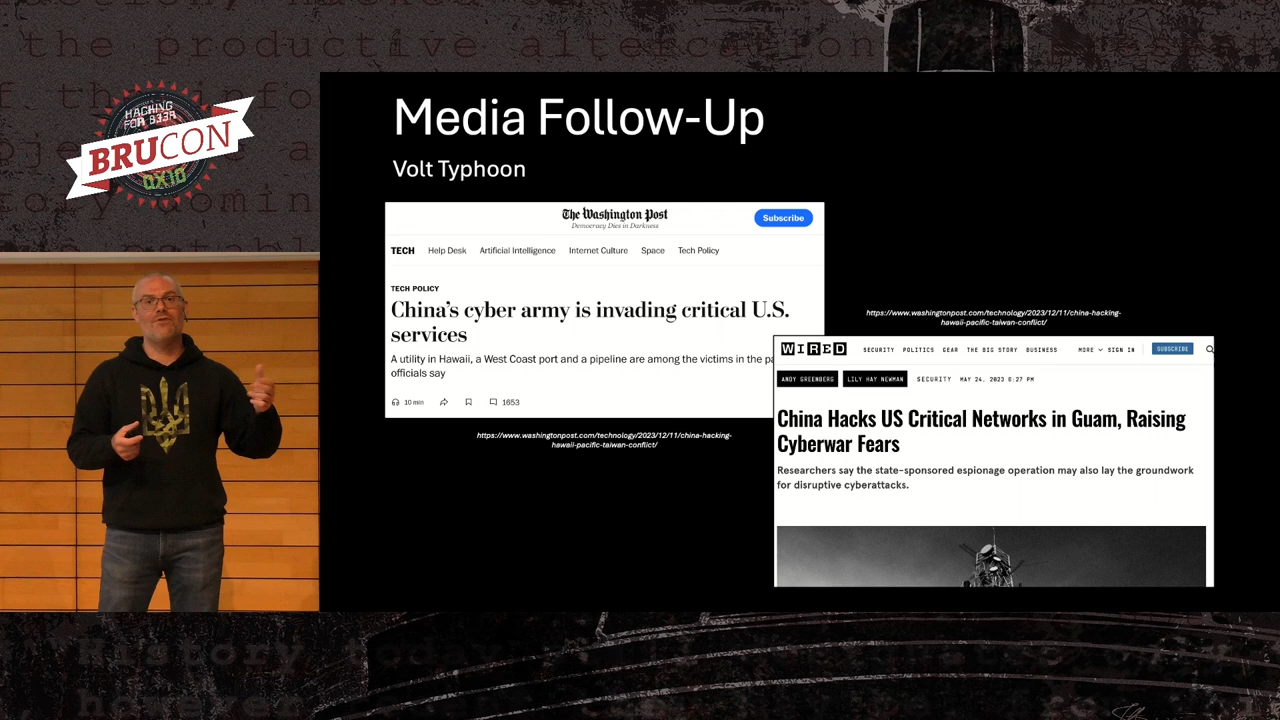 the productive altercation
HACKING
FOR B33R
BRUCON
0X10
Media Follow-Up
Volt Typhoon
The Washington Post
Democracy Dies in Darkness
Subscribe
TECH Help Desk Artificial Intelligence Internet Culture Space Tech Policy
TECH POLICY
China's cyber army is invading critical U.S.
services
A utility in Hawaii, a West Coast port and a pipeline are among the victims in the pa
officials say
10 min 1653
https://www.washingtonpost.com/technology/2023/12/11/china-hacking-
hawaii-pacific-taiwan-conflict/
https://www.washingtonpost.com/technology/2023/12/11/china-hacking-
hawaii-pacific-taiwan-conflict/
WIRED SECURITY POLITICS GEAR THE BIG STORY BUSINESS MORE SIGN IN SUBSCRIBE
ANDY GREENBERG LILY HAY NEWMAN SECURITY MAY 24, 2023 8:27 PM
China Hacks US Critical Networks in Guam, Raising
Cyberwar Fears
Researchers say the state-sponsored espionage operation may also lay the groundwork
for disruptive cyberattacks.
History today
however